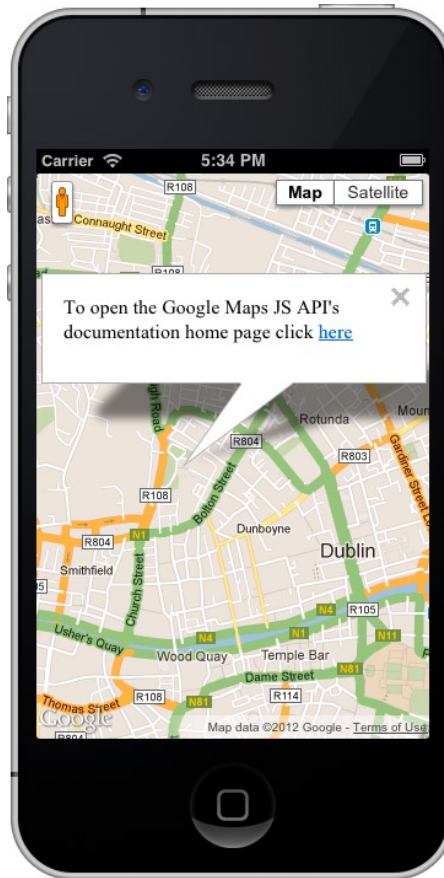 Carrier 5:34 PM
R108
Map Satellite
Connaught Street
R108
To open the Google Maps JS API's
documentation home page click here
Rotunda
R804
R803
Gardiner Street
R108
Bolton Street
N1
Dunboyne
R804
Dublin
Smithfield
Church Street
N4
R105
Usher's Quay
N4
N1
N11
Wood Quay
Temple Bar
N81
Dame Street
R108
N81
R114
Thomas Street
Google
Map data ©2012 Google - Terms of Use